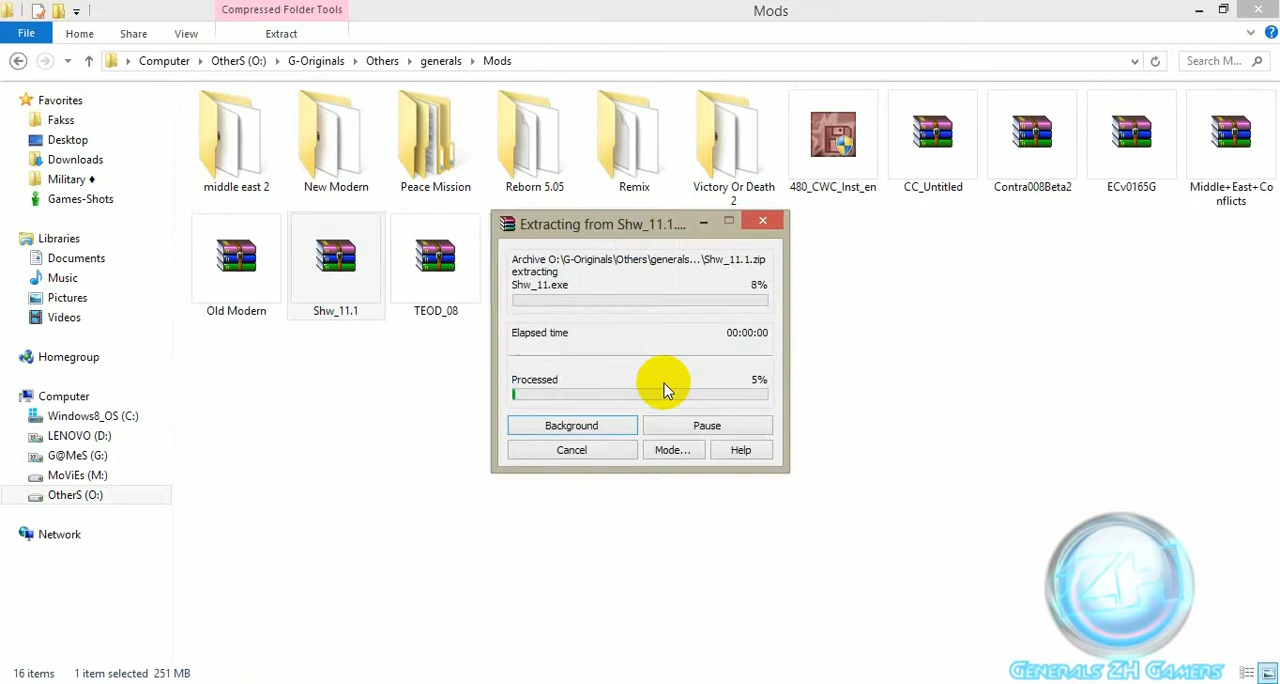 Compressed Folder Tools
Mods
File
Home
Share
View
Extract
Computer
OtherS (O:)
G-Originals
Others
generals
Mods
Search M...
Favorites
Fakss
Desktop
Downloads
Military ♦
Games-Shots
Libraries
Documents
Music
Pictures
Videos
Homegroup
Computer
Windows8_OS (C:)
LENOVO (D:)
G@MeS (G:)
MoViEs (M:)
OtherS (O:)
Network
middle east 2
New Modern
Peace Mission
Reborn 5.05
Remix
Victory Or Death
2
480_CWC_Inst_en
CC_Untitled
Contra008Beta2
ECv0165G
Middle+East+Co
nflicts
Old Modern
Shw_11.1
TEOD_08
Extracting from Shw_11.1....
Archive O:\G-Originals\Others\generals...\Shw_11.1.zip
extracting
Shw_11.exe 8%
Elapsed time 00:00:00
Processed 5%
Background
Pause
Cancel
Mode...
Help
16 items 1 item selected 251 MB
ZH
Generals ZH Gamers